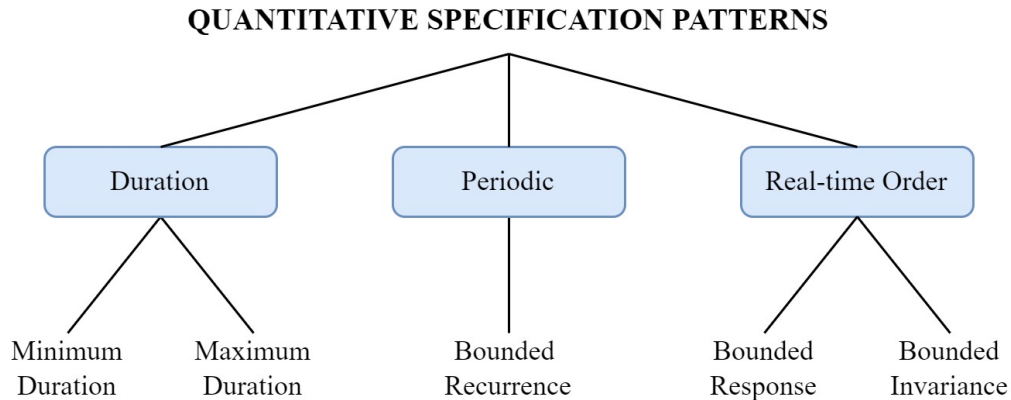 QUANTITATIVE SPECIFICATION PATTERNS
Duration
Periodic
Real-time Order
Minimum
Duration
Maximum
Duration
Bounded
Recurrence
Bounded
Response
Bounded
Invariance